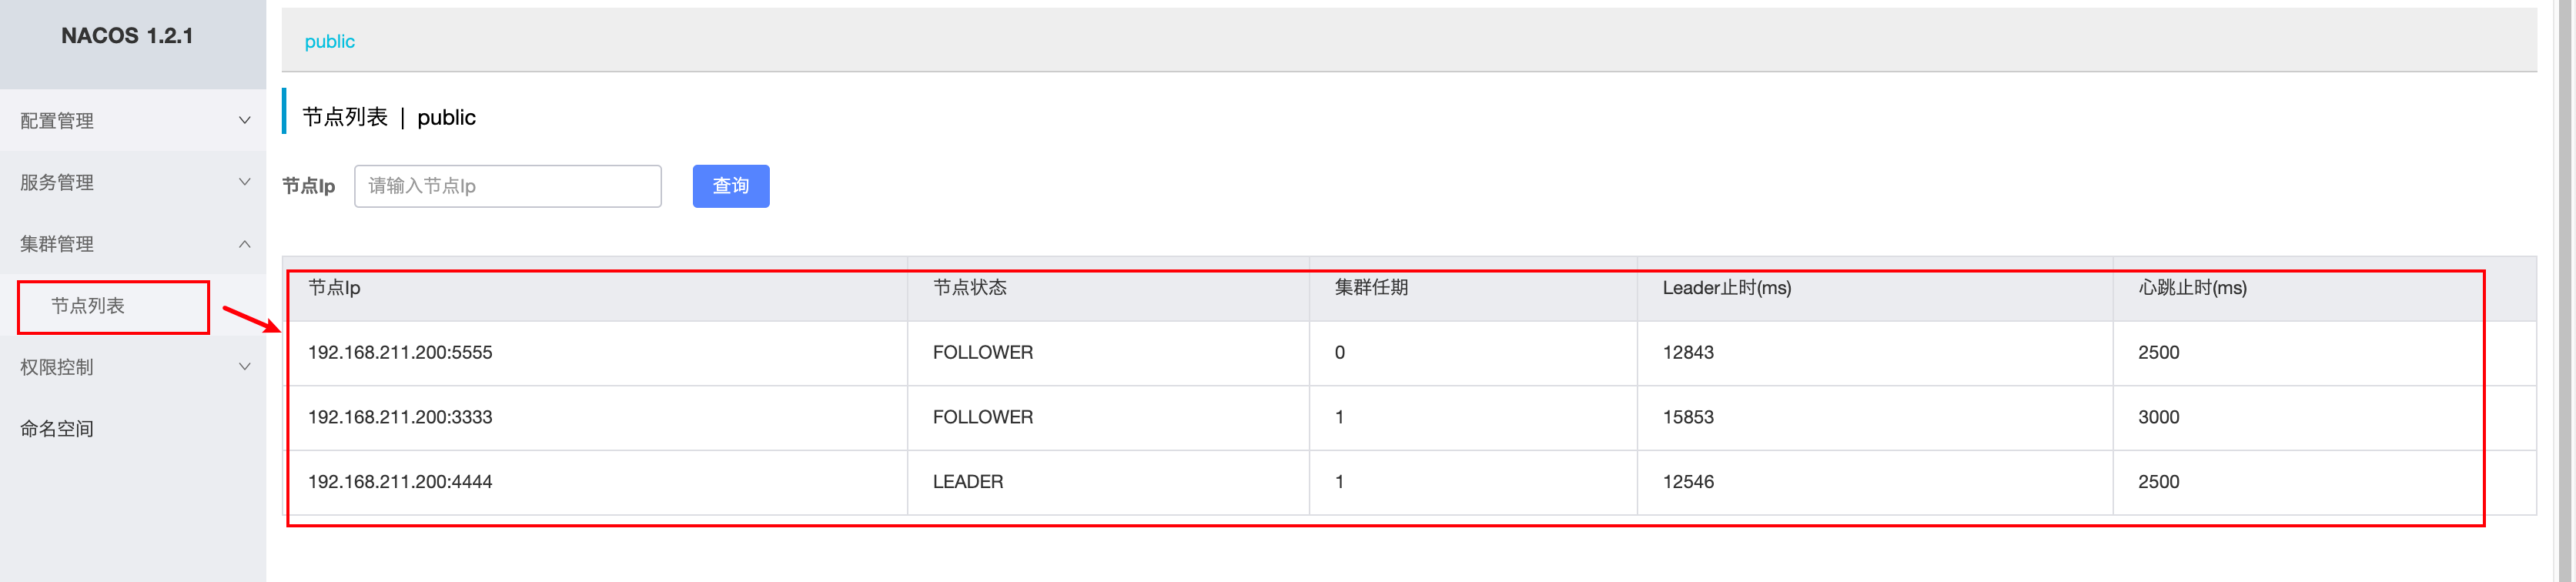 NACOS 1.2.1
配置管理
服务管理
集群管理
节点列表
权限控制
命名空间
public
节点列表 | public
节点Ip 请输入节点Ip 查询
节点Ip 节点状态 集群任期 Leader止时(ms) 心跳止时(ms)
192.168.211.200:5555 FOLLOWER 0 12843 2500
192.168.211.200:3333 FOLLOWER 1 15853 3000
192.168.211.200:4444 LEADER 1 12546 2500